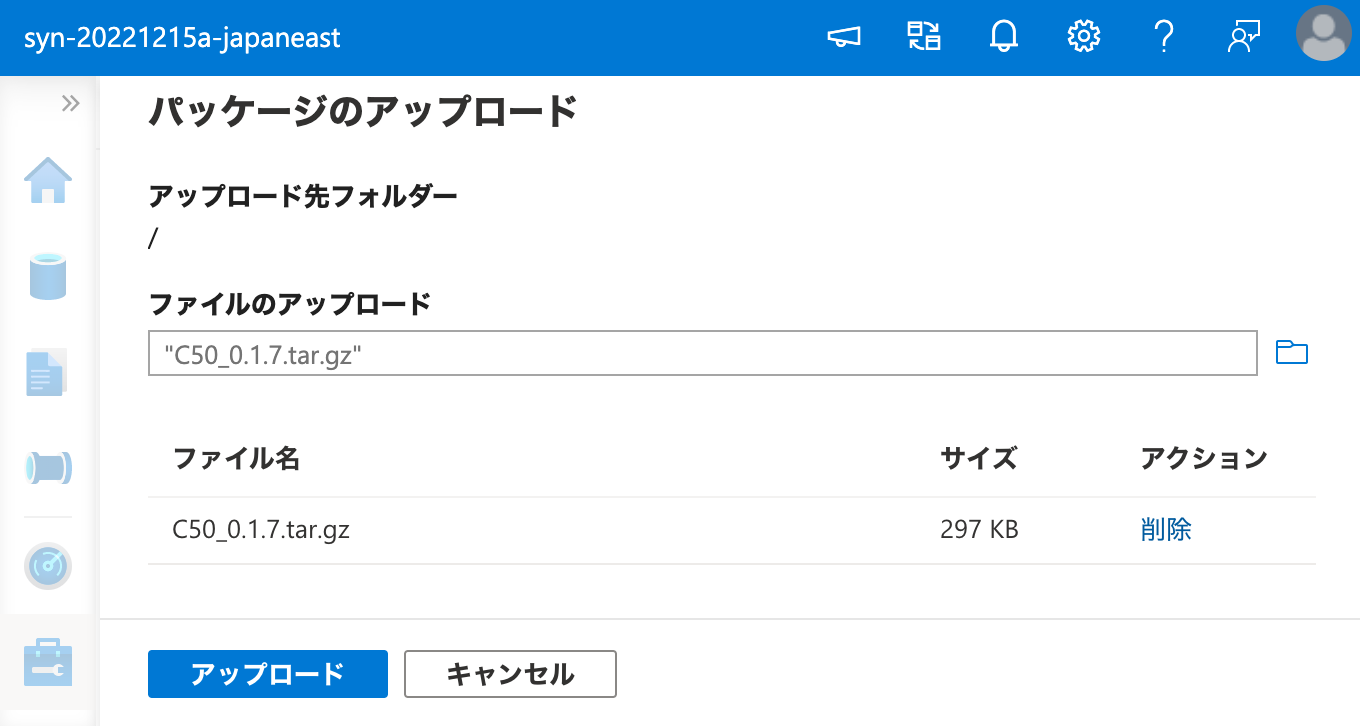 syn-20221215a-japaneast
パッケージのアップロード
アップロード先フォルダー
/
ファイルのアップロード
"C50_0.1.7.tar.gz"
ファイル名 サイズ アクション
C50_0.1.7.tar.gz 297 KB 削除
アップロード キャンセル